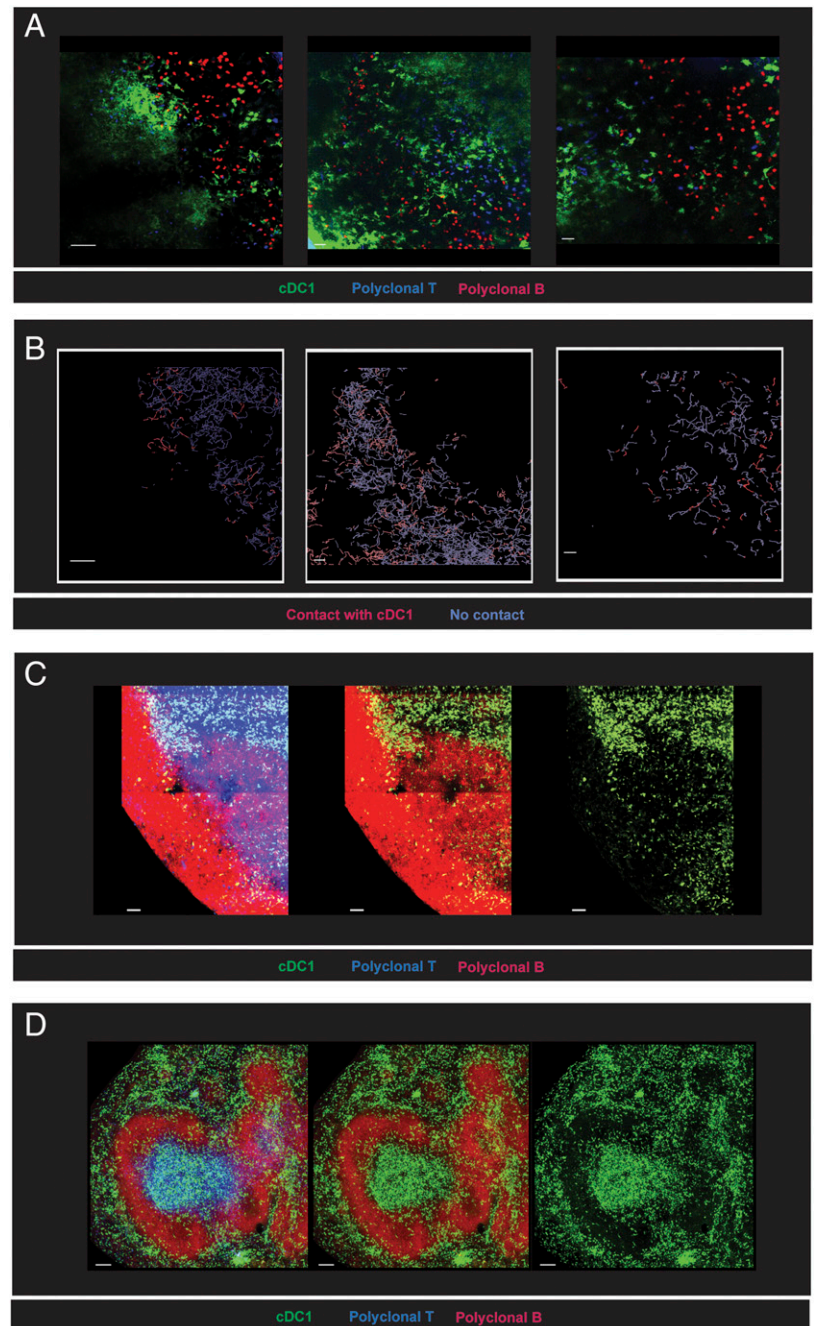 A
cDC1 Polyclonal T Polyclonal B
B
Contact with cDC1 No contact
C
cDC1 Polyclonal T Polyclonal B
D
cDC1 Polyclonal T Polyclonal B